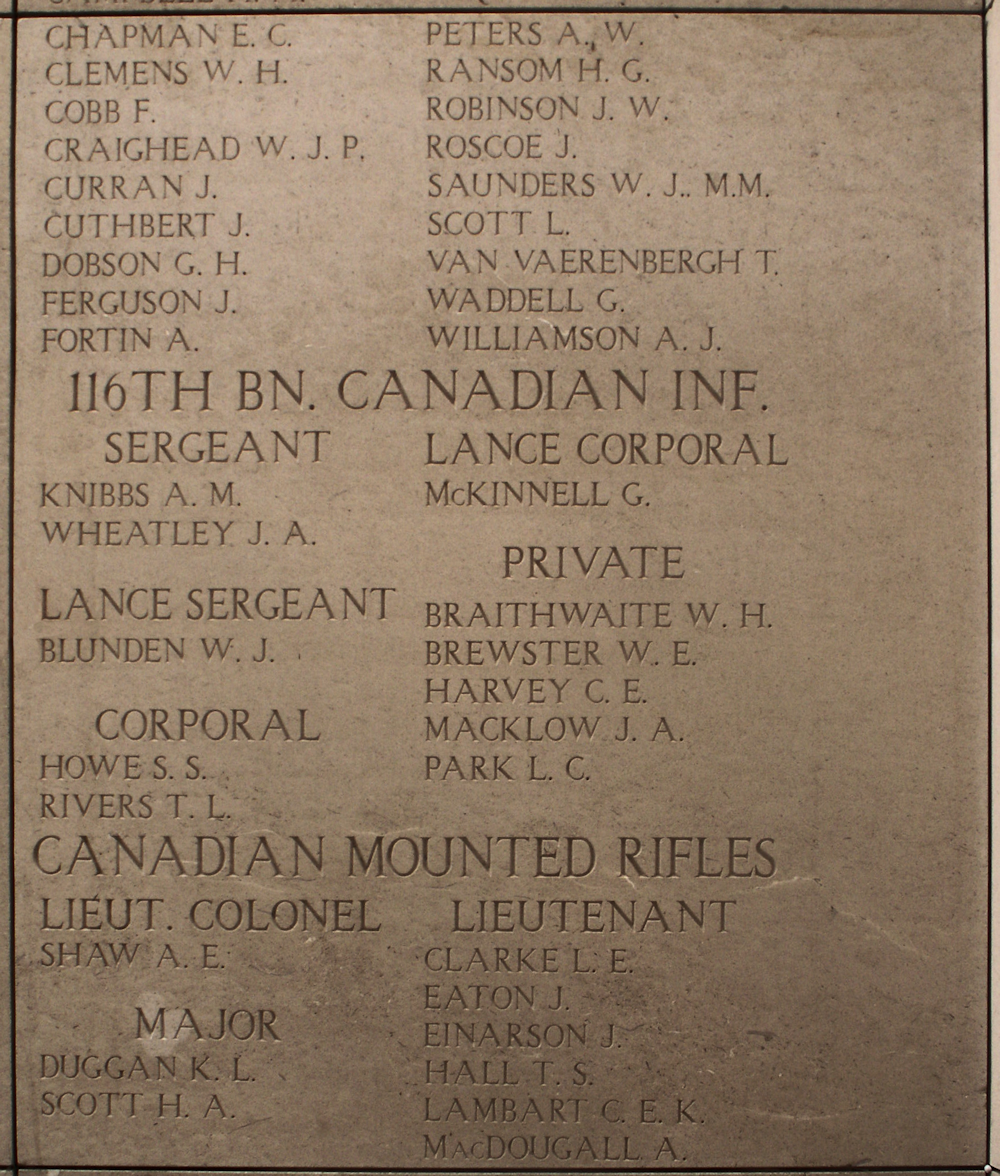 CHAPMAN E. C.
CLEMENS W. H.
COBB F.
CRAIGHEAD W. J. P.
CURRAN J.
CUTHBERT J.
DOBSON G. H.
FERGUSON J.
FORTIN A.
PETERS A. W.
RANSOM H. G.
ROBINSON J. W.
ROSCOE J.
SAUNDERS W. J., M.M.
SCOTT L.
VAN VAERENBERGH T.
WADDELL G.
WILLIAMSON A. J.
116TH BN. CANADIAN INF.
SERGEANT
KNIBBS A. M.
WHEATLEY J. A.
LANCE SERGEANT
BLUNDEN W. J.
CORPORAL
HOWE S. S.
RIVERS T. L.
LANCE CORPORAL
McKINNELL G.
PRIVATE
BRAITHWAITE W. H.
BREWSTER W. E.
HARVEY C. E.
MACKLOW J. A.
PARK L. C.
CANADIAN MOUNTED RIFLES
LIEUT. COLONEL
SHAW A. E.
MAJOR
DUGGAN K. L.
SCOTT H. A.
LIEUTENANT
CLARKE L. E.
EATON J.
EINARSON J.
HALL T. S.
LAMBART C. E. K.
MacDOUGALL A.